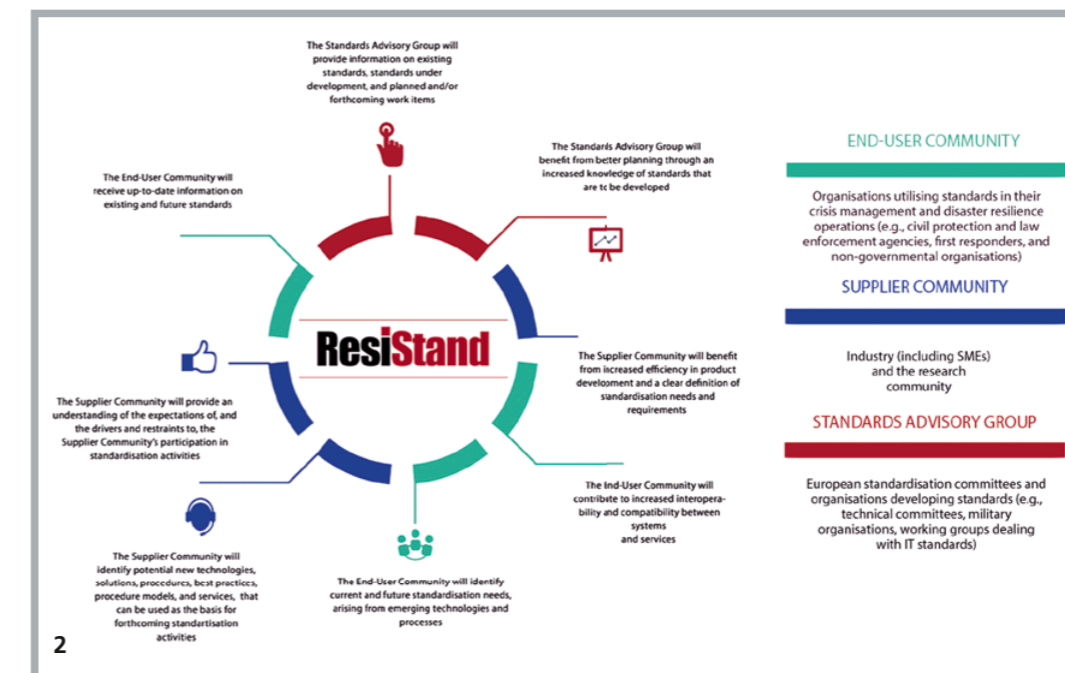 The Standards Advisory Group will
provide information on existing
standards, standards under
development, and planned and/or
forthcoming work items
The Standards Advisory Group will
benefit from better planning through an
increased knowledge of standards that
are to be developed
The End-User Community will
receive up-to-date information on
existing and future standards
ResiStand
The Supplier Community will benefit
from increased efficiency in product
development and a clear definition of
standardisation needs and
requirements
The Supplier Community will provide an
understanding of the expectations of, and
the drivers and restraints to, the
Supplier Community's participation in
standardisation activities
The End-User Community will
contribute to increased interopera-
bility and compatibility between
systems
and services
The Supplier Community will
identify potential new technologies,
solutions, procedures, best practices,
procedure models, and services, that
can be used as the basis for
forthcoming standartisation
activities
The End-User Community will identify
current and future standardisation needs,
arising from emerging technologies and
processes
2
END-USER COMMUNITY
Organisations utilising standards in their
crisis management and disaster resilience
operations (e.g., civil protection and law
enforcement agencies, first responders, and
non-governmental organisations)
SUPPLIER COMMUNITY
Industry (including SMEs)
and the research
community
STANDARDS ADVISORY GROUP
European standardisation committees and
organisations developing standards (e.g.,
technical committees, military
organisations, working groups dealing
with IT standards)